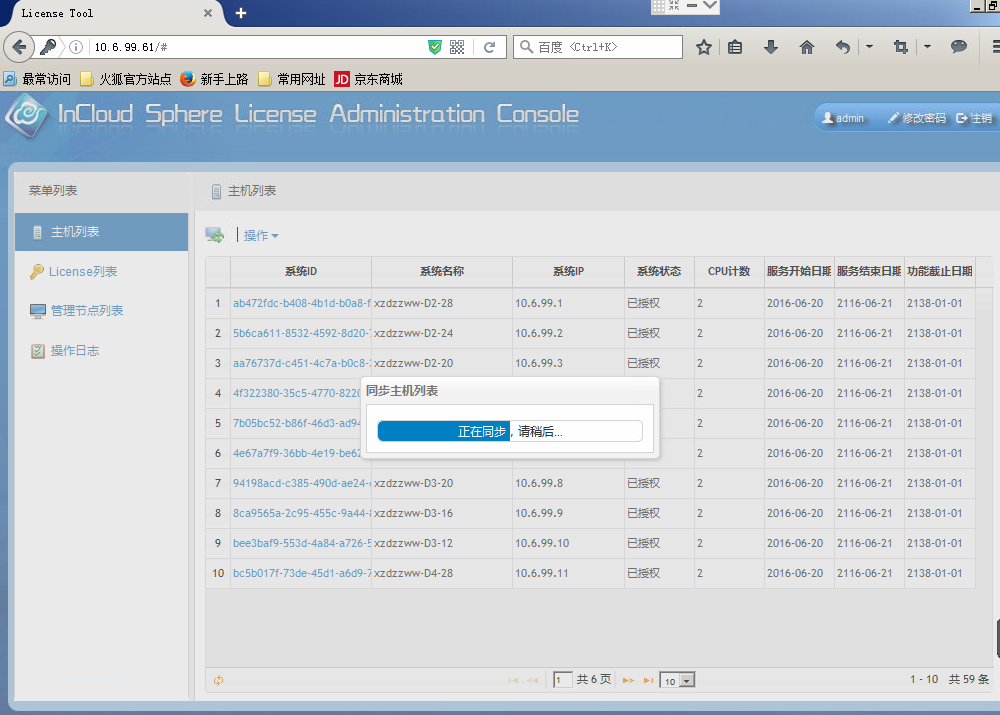 License Tool
10.6.99.61/#
百度 <Ctrl+K>
最常访问 火狐官方站点 新手上路 常用网址 JD 京东商城
InCloud Sphere License Administration Console
admin 修改密码 注销
菜单列表
主机列表
License列表
管理节点列表
操作日志
主机列表
操作
系统ID 系统名称 系统IP 系统状态 CPU计数 服务开始日期 服务结束日期 功能截止日期
1 ab472fdc-b408-4b1d-b0a8-f xzdzzww-D2-28 10.6.99.1 已授权 2 2016-06-20 2116-06-21 2138-01-01
2 5b6ca611-8532-4592-8d20- xzdzzww-D2-24 10.6.99.2 已授权 2 2016-06-20 2116-06-21 2138-01-01
3 aa76737d-c451-4c7a-b0c8- xzdzzww-D2-20 10.6.99.3 已授权 2 2016-06-20 2116-06-21 2138-01-01
4 4f322380-35c5-4770-8220 2 2016-06-20 2116-06-21 2138-01-01
5 7b05bc52-b86f-46d3-ad94 2 2016-06-20 2116-06-21 2138-01-01
6 4e67a7f9-36bb-4e19-be62 2 2016-06-20 2116-06-21 2138-01-01
7 94198acd-c385-490d-ae24- xzdzzww-D3-20 10.6.99.8 已授权 2 2016-06-20 2116-06-21 2138-01-01
8 8ca9565a-2c95-455c-9a44- xzdzzww-D3-16 10.6.99.9 已授权 2 2016-06-20 2116-06-21 2138-01-01
9 bee3baf9-553d-4a84-a726-5 xzdzzww-D3-12 10.6.99.10 已授权 2 2016-06-20 2116-06-21 2138-01-01
10 bc5b017f-73de-45d1-a6d9-7 xzdzzww-D4-28 10.6.99.11 已授权 2 2016-06-20 2116-06-21 2138-01-01
同步主机列表
正在同步，请稍后...
1 共 6 页 10 1 - 10 共 59 条